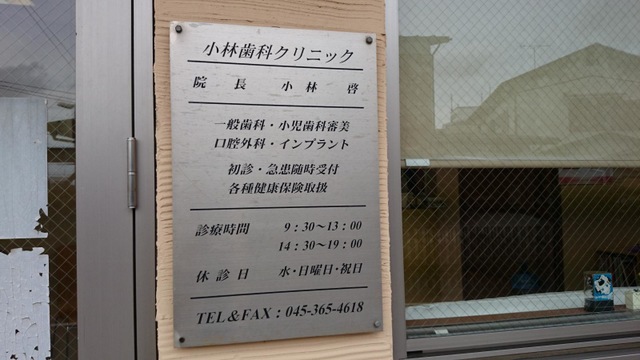 小林歯科クリニック
院 長 小 林 啓
一般歯科・小児歯科審美
口腔外科・インプラント
初診・急患随時受付
各種健康保険取扱
診療時間 9：30～13：00
14：30～19：00
休 診 日 水・日曜日・祝日
TEL＆FAX：045-365-4618